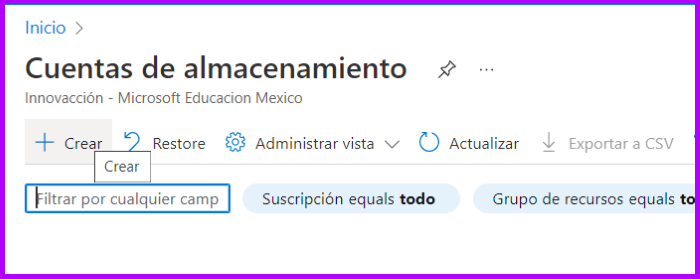 Inicio >
Cuentas de almacenamiento ...
Innovacción - Microsoft Educacion Mexico
+ Crear Restore Administrar vista Actualizar Exportar a CSV
Crear
Filtrar por cualquier camp Suscripción equals todo Grupo de recursos equals to